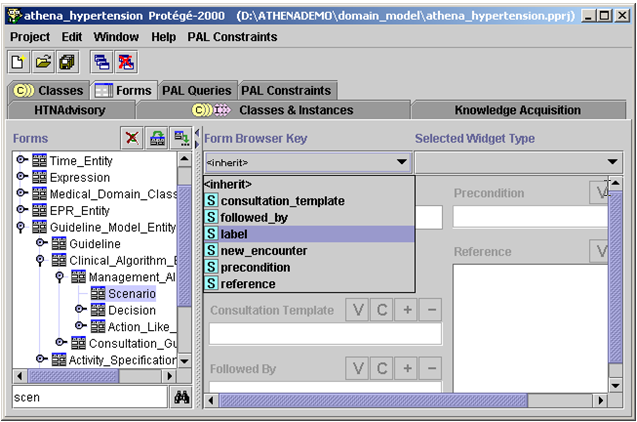 athena_hypertension Protégé-2000 (D:\ATHENADEMO\domain_model\athena_hypertension.pprj)
Project Edit Window Help PAL Constraints
Classes Forms PAL Queries PAL Constraints
HTNAdvisory Classes & Instances Knowledge Acquisition
Forms
Time_Entity
Expression
Medical_Domain_Class
EPR_Entity
Guideline_Model_Entity
Guideline
Clinical_Algorithm_E
Management_Al
Scenario
Decision
Action_Like_
Consultation_Gu
Activity_Specification
scen
Form Browser Key Selected Widget Type
<inherit>
<inherit>
S consultation_template
S followed_by
S label
S new_encounter
S precondition
S reference
Precondition V
Reference V
Consultation Template V C + −
Followed By V C + −